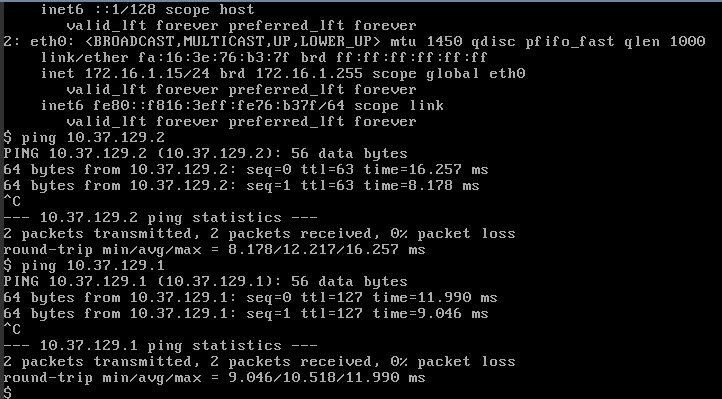 inet6 ::1/128 scope host
valid_lft forever preferred_lft forever
2: eth0: <BROADCAST,MULTICAST,UP,LOWER_UP> mtu 1450 qdisc pfifo_fast qlen 1000
link/ether fa:16:3e:76:b3:7f brd ff:ff:ff:ff:ff:ff
inet 172.16.1.15/24 brd 172.16.1.255 scope global eth0
valid_lft forever preferred_lft forever
inet6 fe80::f816:3eff:fe76:b37f/64 scope link
valid_lft forever preferred_lft forever
$ ping 10.37.129.2
PING 10.37.129.2 (10.37.129.2): 56 data bytes
64 bytes from 10.37.129.2: seq=0 ttl=63 time=16.257 ms
64 bytes from 10.37.129.2: seq=1 ttl=63 time=8.178 ms
^C
--- 10.37.129.2 ping statistics ---
2 packets transmitted, 2 packets received, 0% packet loss
round-trip min/avg/max = 8.178/12.217/16.257 ms
$ ping 10.37.129.1
PING 10.37.129.1 (10.37.129.1): 56 data bytes
64 bytes from 10.37.129.1: seq=0 ttl=127 time=11.990 ms
64 bytes from 10.37.129.1: seq=1 ttl=127 time=9.046 ms
^C
--- 10.37.129.1 ping statistics ---
2 packets transmitted, 2 packets received, 0% packet loss
round-trip min/avg/max = 9.046/10.518/11.990 ms
$